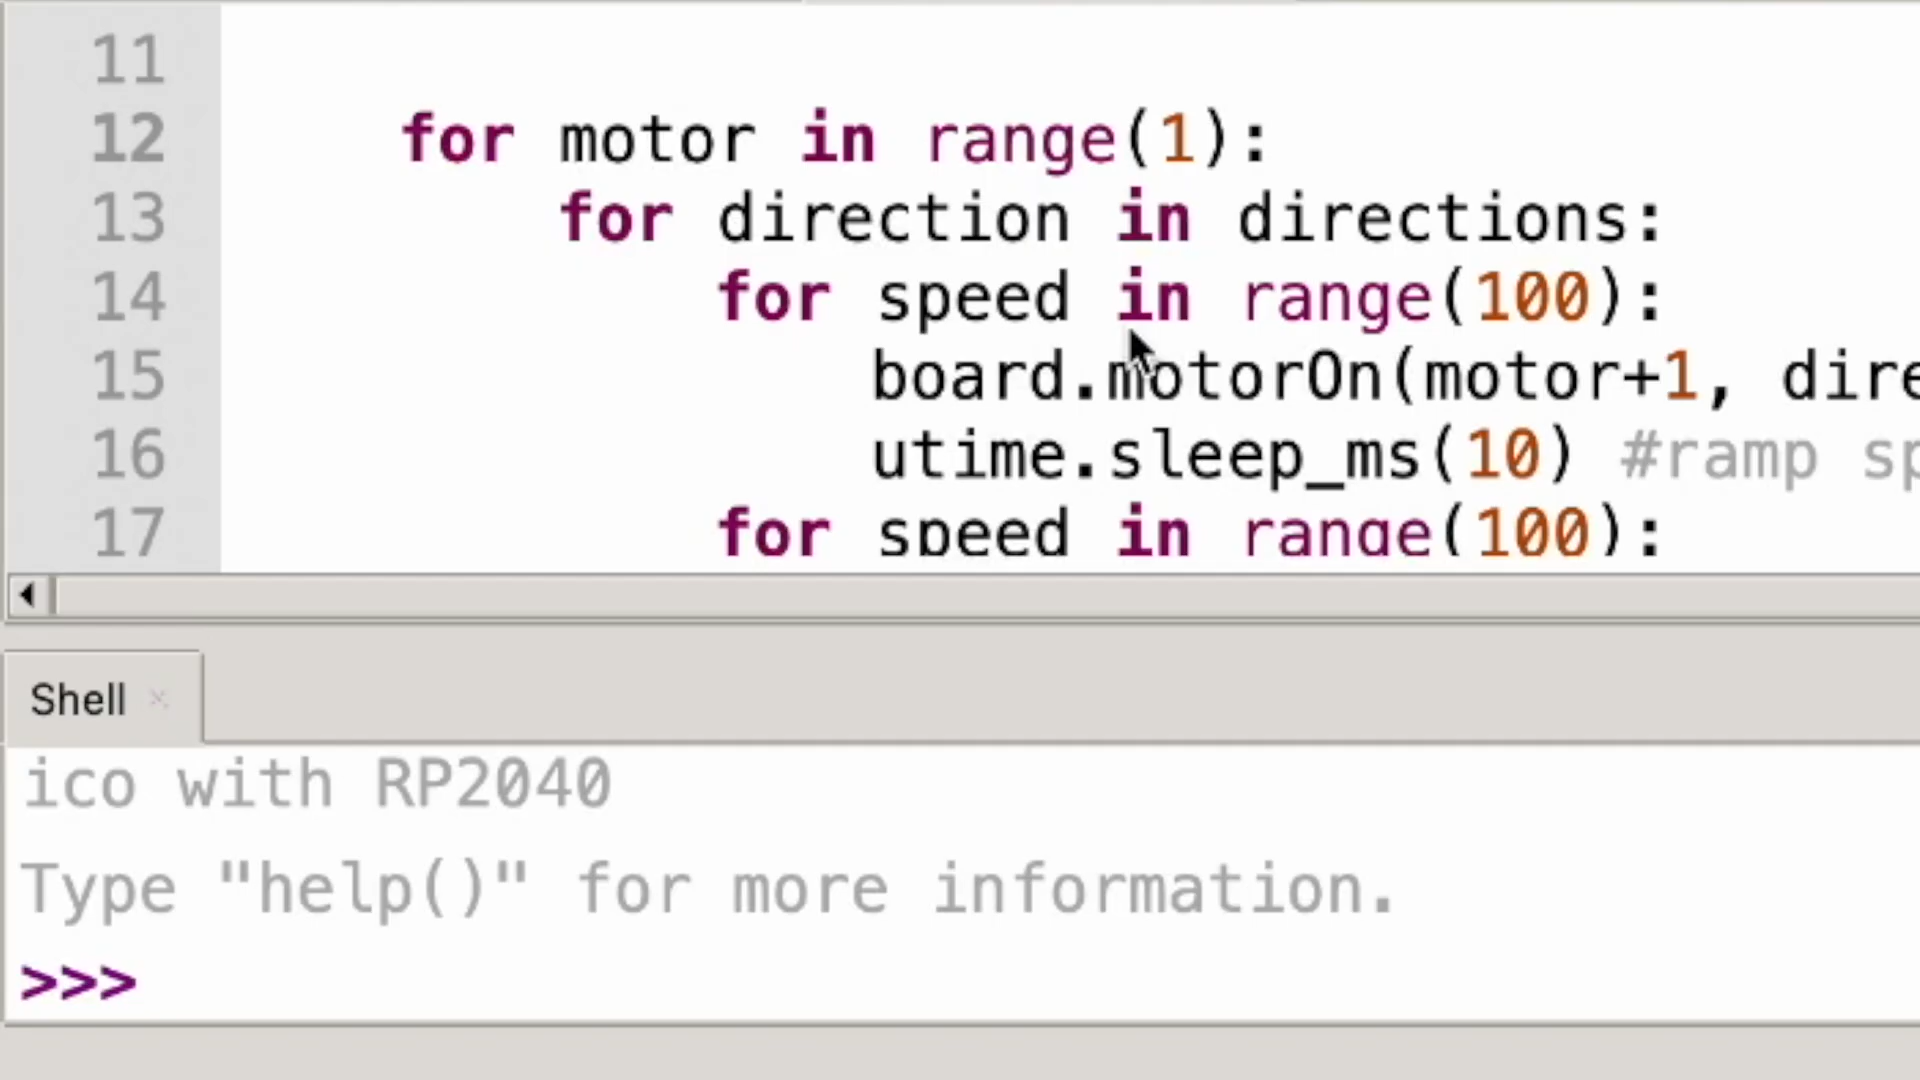 11
12 for motor in range(1):
13 for direction in directions:
14 for speed in range(100):
15 board.motorOn(motor+1, dire
16 utime.sleep_ms(10) #ramp sp
17 for speed in range(100):
Shell
ico with RP2040
Type "help()" for more information.
>>>